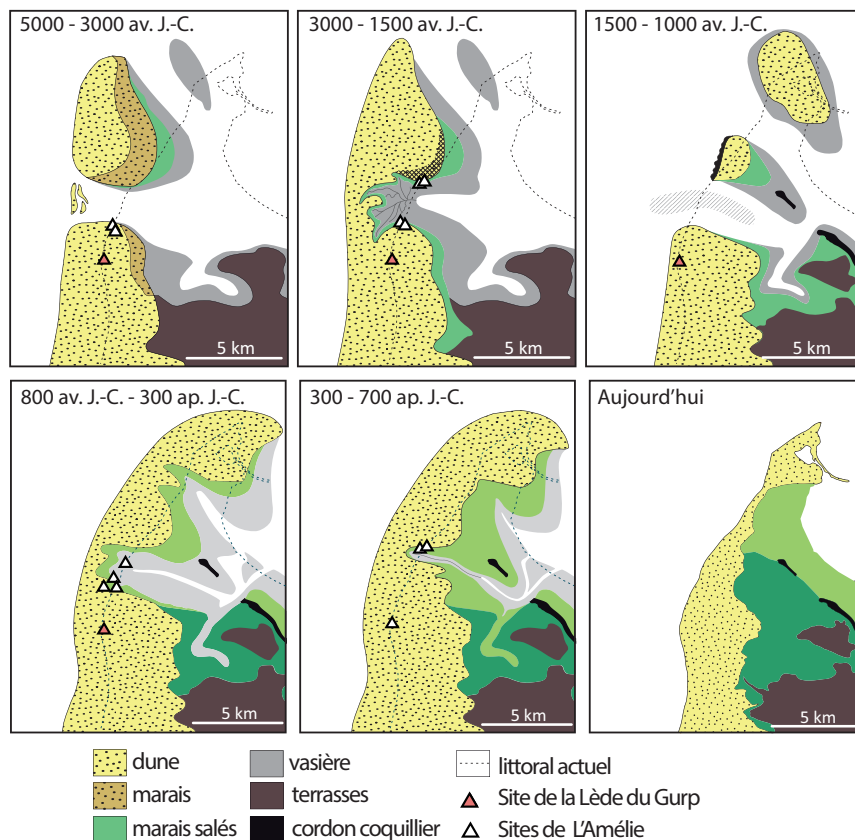 5000 - 3000 av. J.-C.
3000 - 1500 av. J.-C.
1500 - 1000 av. J.-C.
5 km
5 km
5 km
800 av. J.-C. - 300 ap. J.-C.
300 - 700 ap. J.-C.
Aujourd'hui
5 km
5 km
5 km
dune
vasière
littoral actuel
marais
terrasses
Site de la Lède du Gurp
marais salés
cordon coquillier
Sites de L'Amélie